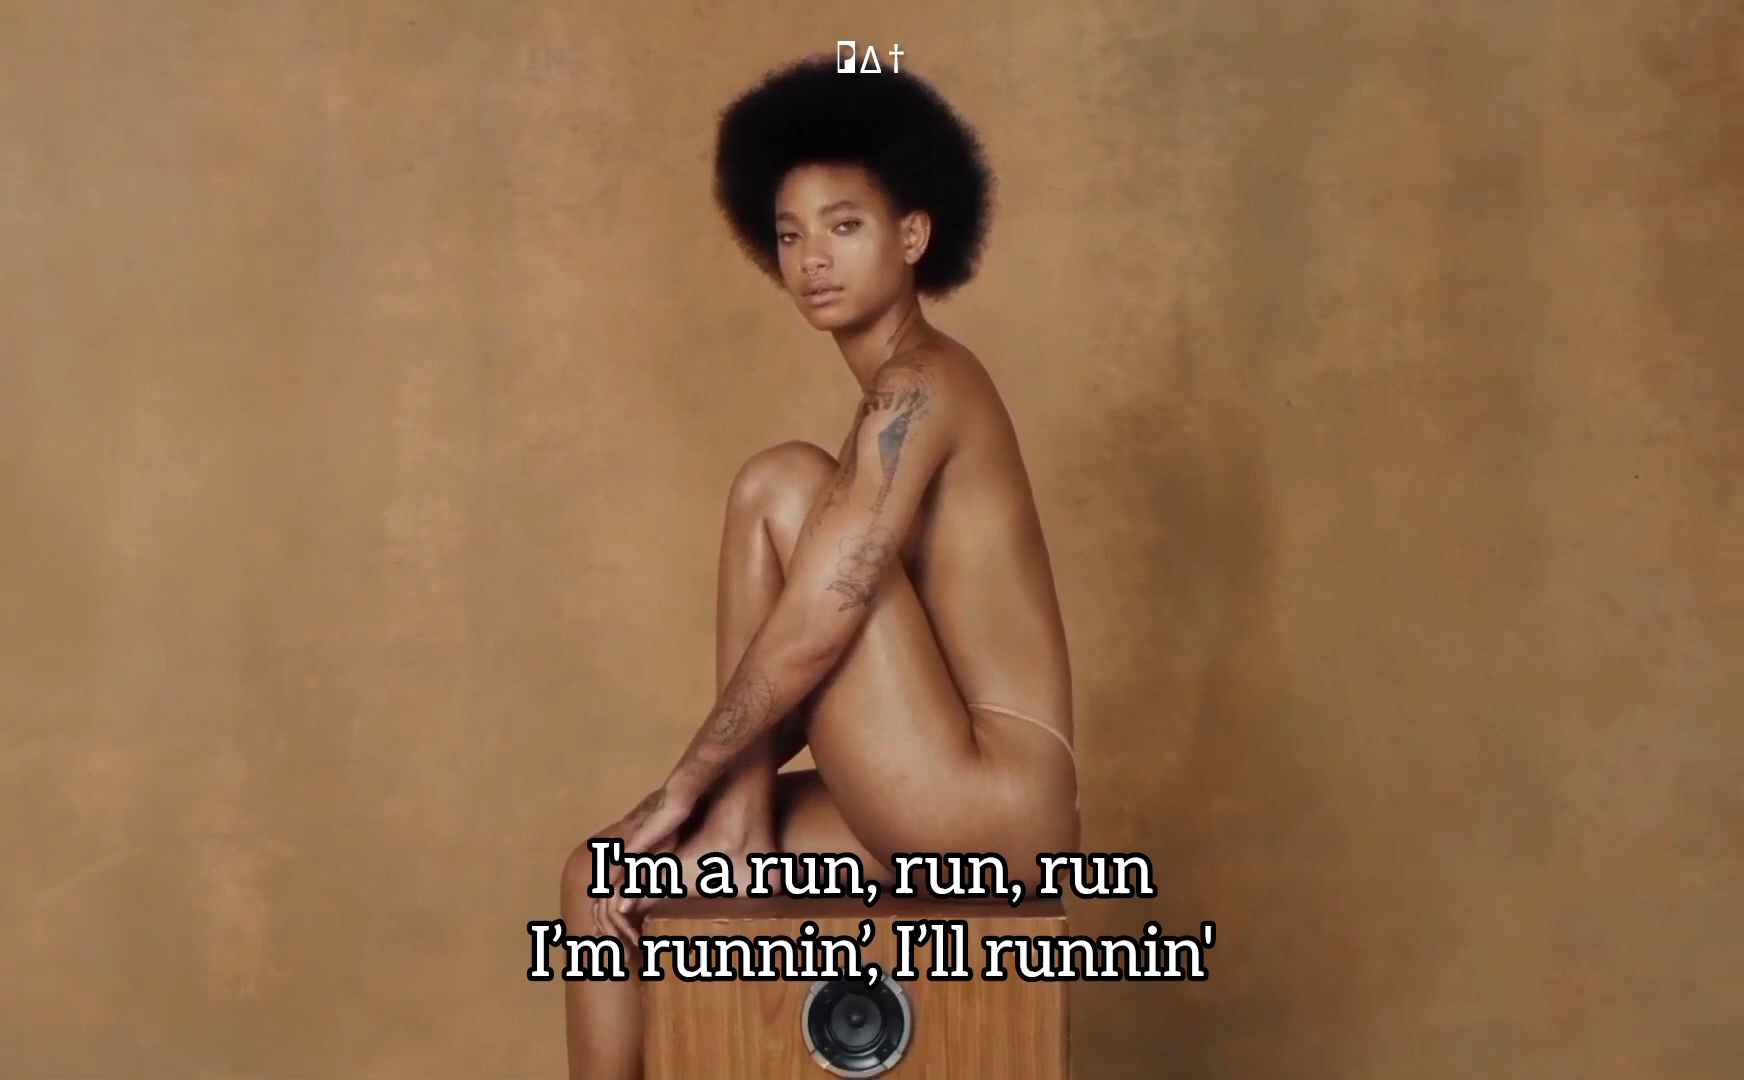 🅿Δ†
I'm a run, run, run
I’m runnin’, I’ll runnin'